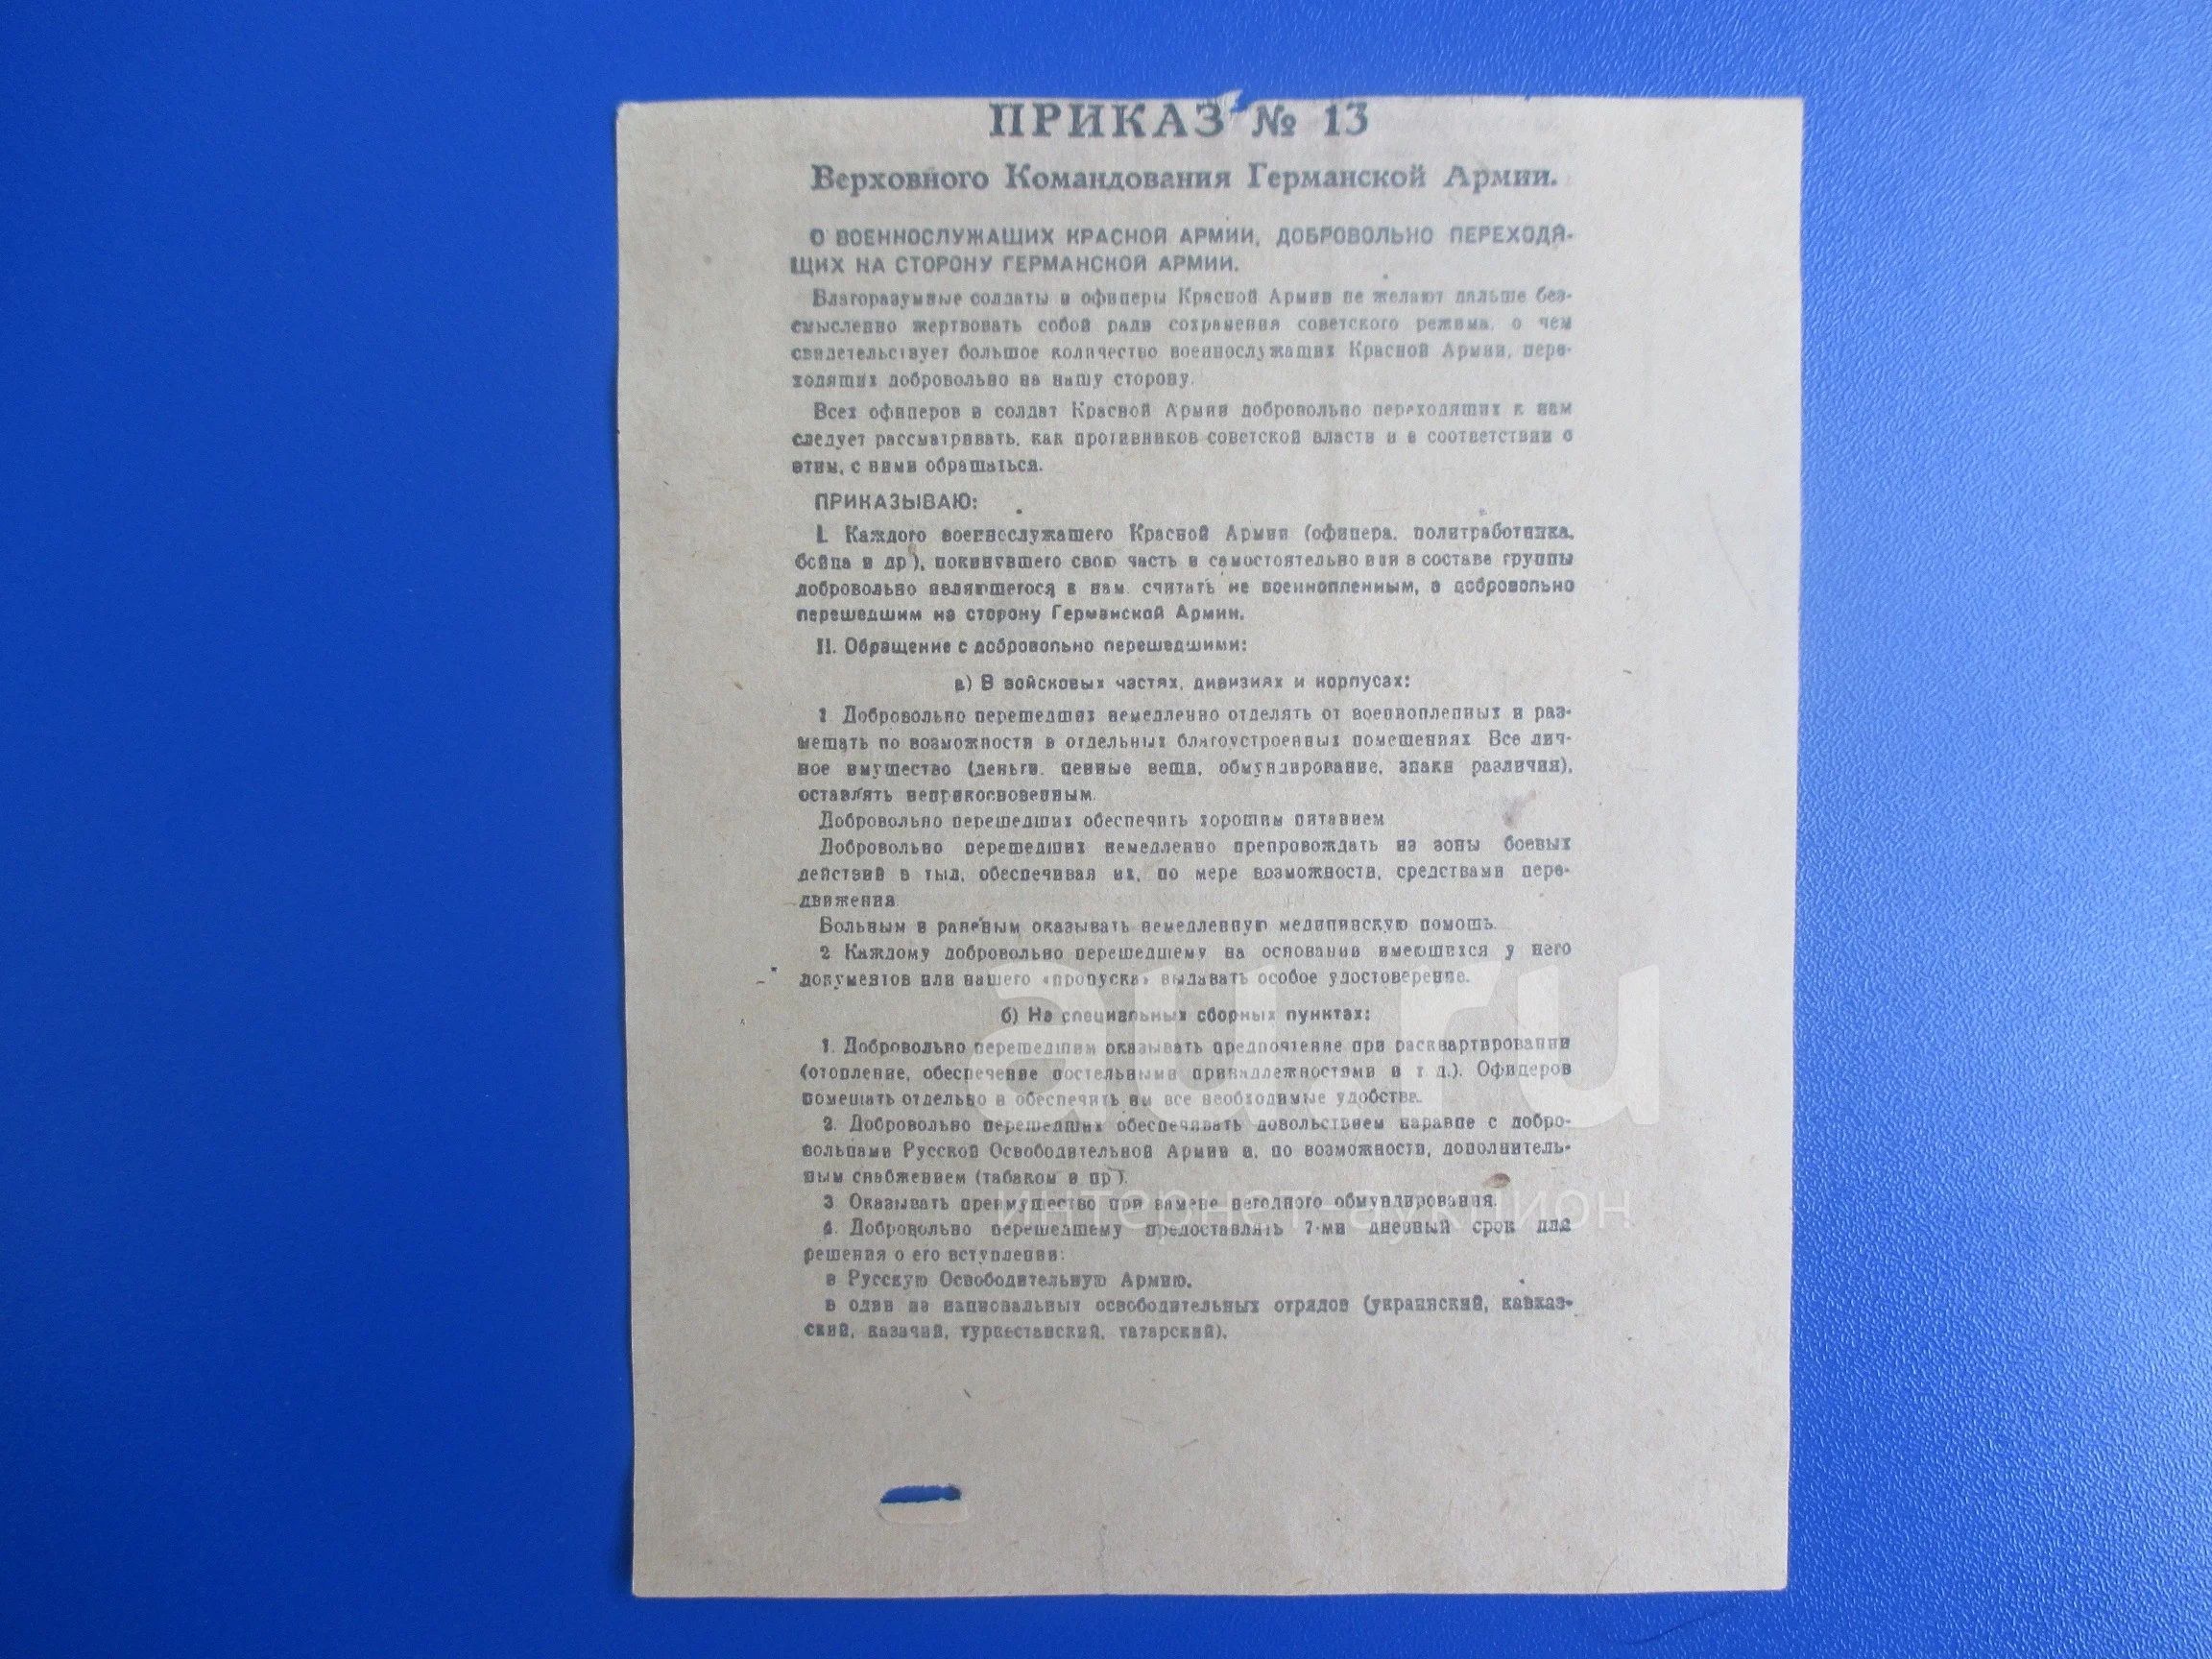 ПРИКАЗ № 13
Верховного Командования Германской Армии.
О ВОЕННОСЛУЖАЩИХ КРАСНОЙ АРМИИ, ДОБРОВОЛЬНО ПЕРЕХОДЯ-
ЩИХ НА СТОРОНУ ГЕРМАНСКОЙ АРМИИ.
Благоразумные солдаты и офицеры Красной Армии не желают дальше бес-
смысленно жертвовать собой ради сохранения советского режима, о чем
свидетельствует большое количество военнослужащих Красной Армии, пере-
ходящих добровольно на нашу сторону.
Всех офицеров и солдат Красной Армии добровольно переходящих к нам
следует рассматривать, как противников советской власти и в соответствии с
этим, с ними обращаться.
ПРИКАЗЫВАЮ:
I. Каждого военнослужащего Красной Армии (офицера, политработника,
бойца и др.), покинувшего свою часть и самостоятельно или в составе группы
добровольно являющегося к нам считать не военнопленным, а добровольно
перешедшим на сторону Германской Армии.
II. Обращение с добровольно перешедшими:
а) В войсковых частях, дивизиях и корпусах:
1 Добровольно перешедших немедленно отделять от военнопленных и раз-
мещать по возможности в отдельных благоустроенных помещениях. Все лич-
ное имущество (деньги, ценные вещи, обмундирование, знаки различия),
оставлять неприкосновенным.
Добровольно перешедших обеспечить хорошим питанием
Добровольно перешедших немедленно препровождать из зоны боевых
действий в тыл, обеспечивая их, по мере возможности, средствами пере-
движения
Больным и раненым оказывать немедленную медицинскую помощь.
2 Каждому добровольно перешедшему на основании имеющихся у него
документов или нашего «пропуска» выдавать особое удостоверение.
б) На специальных сборных пунктах:
1. Добровольно перешедшим оказывать предпочтение при расквартировании
(отопление, обеспечение постельными принадлежностями и т. д.). Офицеров
помещать отдельно и обеспечить им все необходимые удобства.
2. Добровольно перешедших обеспечивать довольствием наравне с добро-
вольцами Русской Освободительной Армии и, по возможности, дополнитель-
ным снабжением (табаком и пр.).
3 Оказывать преимущество при замене негодного обмундирования.
4. Добровольно перешедшему предоставлять 7-ми дневный срок для
решения о его вступлении:
в Русскую Освободительную Армию.
в один из национальных освободительных отрядов (украинский, кавказ-
ский, казачий, туркестанский, татарский).
au.ru
интернет-аукцион